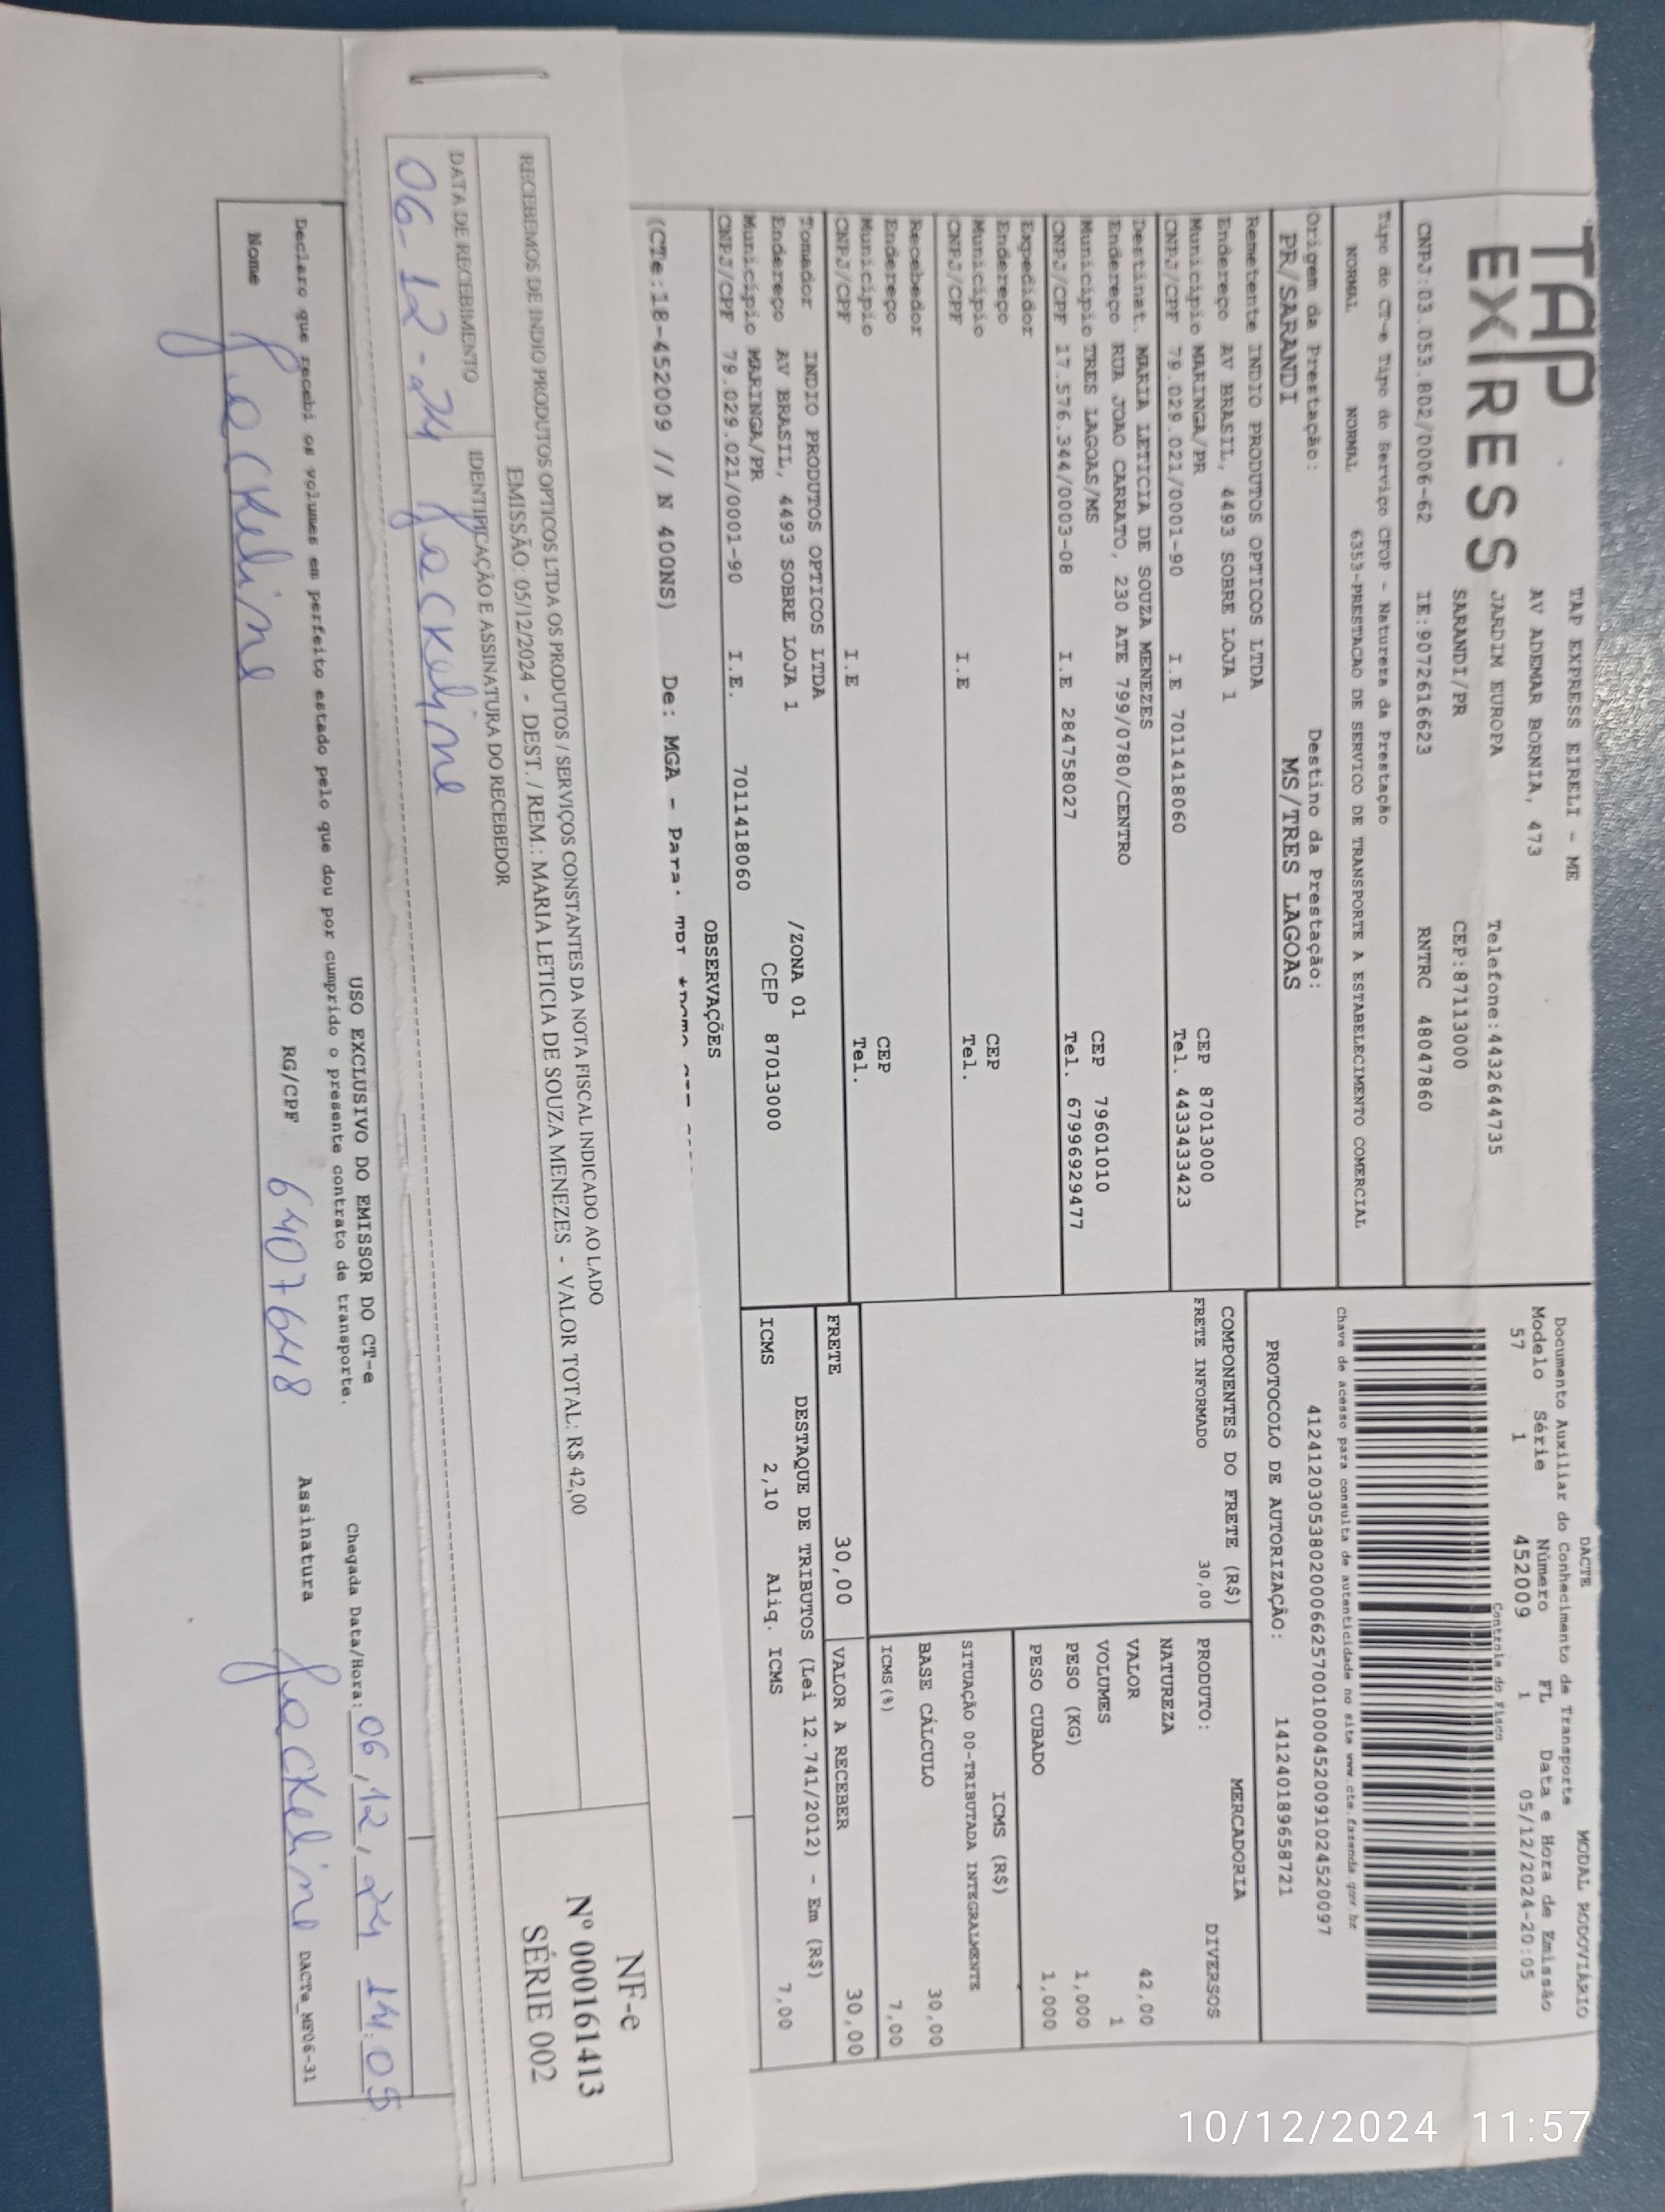 TAP
EXPRESS
TAP EXPRESS EIRELI - ME
AV ADEMAR BORNIA, 473
JARDIM EUROPA Telefone:4432644735
SARANDI/PR CEP:87113000
CNPJ:03.053.802/0006-62 IE:9072616623 RNTRC 48047860
Tipo do CT-e Tipo do Serviço CFOP - Natureza da Prestação
NORMAL NORMAL 6353-PRESTACAO DE SERVICO DE TRANSPORTE A ESTABELECIMENTO COMERCIAL
Origem da Prestação: Destino da Prestação:
PR/SARANDI MS/TRES LAGOAS
Remetente INDIO PRODUTOS OPTICOS LTDA
Endereço AV BRASIL, 4493 SOBRE LOJA 1
Município MARINGA/PR CEP 87013000
CNPJ/CPF 79.029.021/0001-90 I.E 7011418060 Tel. 443343​3423
Destinat. MARIA LETICIA DE SOUZA MENEZES
Endereço RUA JOAO CARRATO, 230 ATE 799/0780/CENTRO
Município TRES LAGOAS/MS CEP 79601010
CNPJ/CPF 17.576.344/0003-08 I.E 284758027 Tel. 67996929477
Expedidor
Endereço
Município CEP
CNPJ/CPF I.E Tel.
Recebedor
Endereço
Município CEP
CNPJ/CPF I.E Tel.
Tomador INDIO PRODUTOS OPTICOS LTDA
Endereço AV BRASIL, 4493 SOBRE LOJA 1 /ZONA 01
Município MARINGA/PR CEP 87013000
CNPJ/CPF 79.029.021/0001-90 I.E. 7011418060
OBSERVAÇÕES
(CTe:18-452009 // N 400NS) De: MGA - Para:
DACTE MODAL RODOVIÁRIO
Documento Auxiliar do Conhecimento de Transporte
Modelo Série Número FL Data e Hora de Emissão
57 1 452009 1 05/12/2024-20:05
Controle do Fisco
Chave de acesso para consulta de autenticidade no site www.cte.fazenda.gov.br
41241203053802000662570010004520091024520097
PROTOCOLO DE AUTORIZAÇÃO: 141240189658721
COMPONENTES DO FRETE (R$)
FRETE INFORMADO 30,00
MERCADORIA
PRODUTO: DIVERSOS
NATUREZA
VALOR 42,00
VOLUMES 1
PESO (KG) 1,000
PESO CUBADO 1,000
ICMS (R$)
SITUAÇÃO 00-TRIBUTADA INTEGRALMENTE
BASE CÁLCULO 30,00
ICMS(%) 7,00
FRETE 30,00 VALOR A RECEBER 30,00
DESTAQUE DE TRIBUTOS (Lei 12.741/2012) - Em (R$)
ICMS 2,10 Aliq. ICMS 7,00
RECEBEMOS DE INDIO PRODUTOS OPTICOS LTDA OS PRODUTOS / SERVIÇOS CONSTANTES DA NOTA FISCAL INDICADO AO LADO
EMISSÃO: 05/12/2024 - DEST. / REM.: MARIA LETICIA DE SOUZA MENEZES - VALOR TOTAL: R$ 42,00
DATA DE RECEBIMENTO IDENTIFICAÇÃO E ASSINATURA DO RECEBEDOR
06-12-24 Jackeline
NF-e
Nº 000161413
SÉRIE 002
USO EXCLUSIVO DO EMISSOR DO CT-e
Chegada Data/Hora: 06,12,24 14:05
Declaro que recebi os volumes em perfeito estado pelo que dou por cumprido o presente contrato de transporte.
Nome Jackeline RG/CPF 6407648 Assinatura Jackeline
DACTe_NF06-31
10/12/2024 11:57